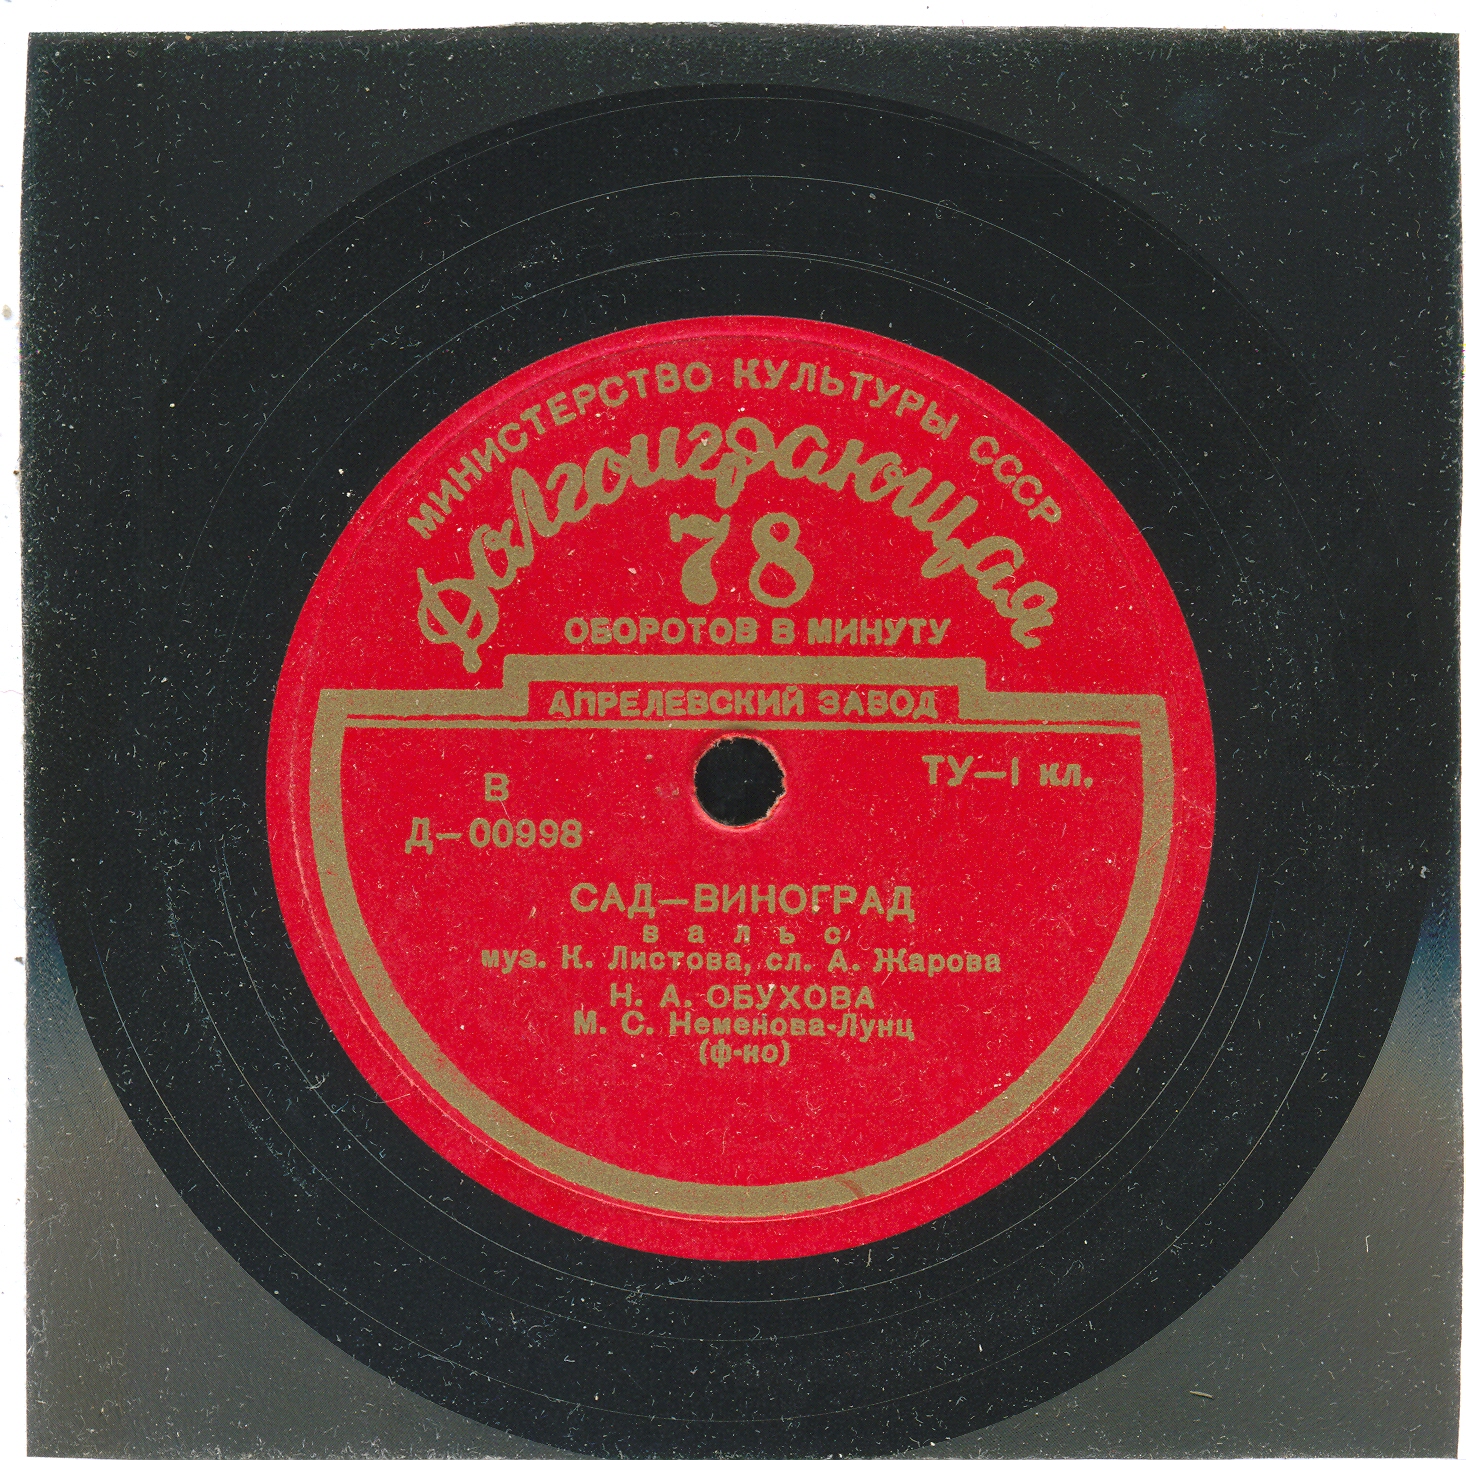 МИНИСТЕРСТВО КУЛЬТУРЫ СССР
Долгоиграющая
78
ОБОРОТОВ В МИНУТУ
АПРЕЛЕВСКИЙ ЗАВОД
ТУ—I кл.
В
Д—00998
САД—ВИНОГРАД
вальс
муз. К. Листова, сл. А. Жарова
Н. А. ОБУХОВА
М. С. Неменова-Лунц
(ф-но)